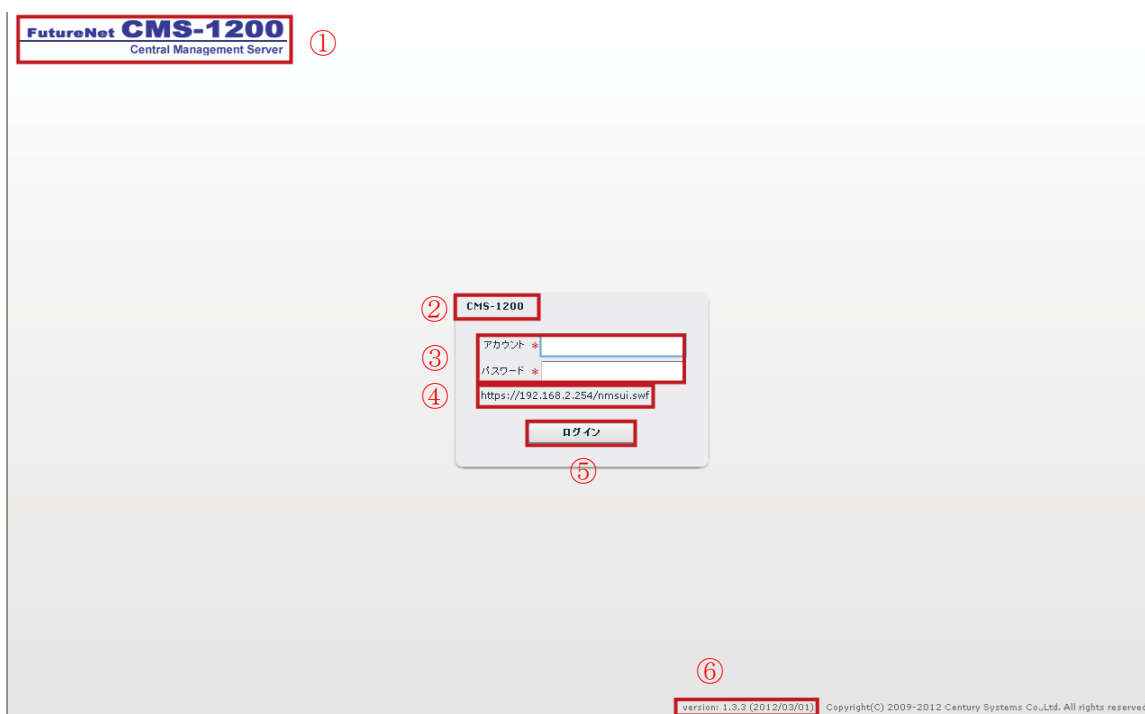 FutureNet CMS-1200
Central Management Server
①
② CMS-1200
③ アカウント *
パスワード *
④ https://192.168.2.254/nmsui.swf
ログイン
⑤
⑥
version: 1.3.3 (2012/03/01) Copyright(C) 2009-2012 Century Systems Co.,Ltd. All rights reserve